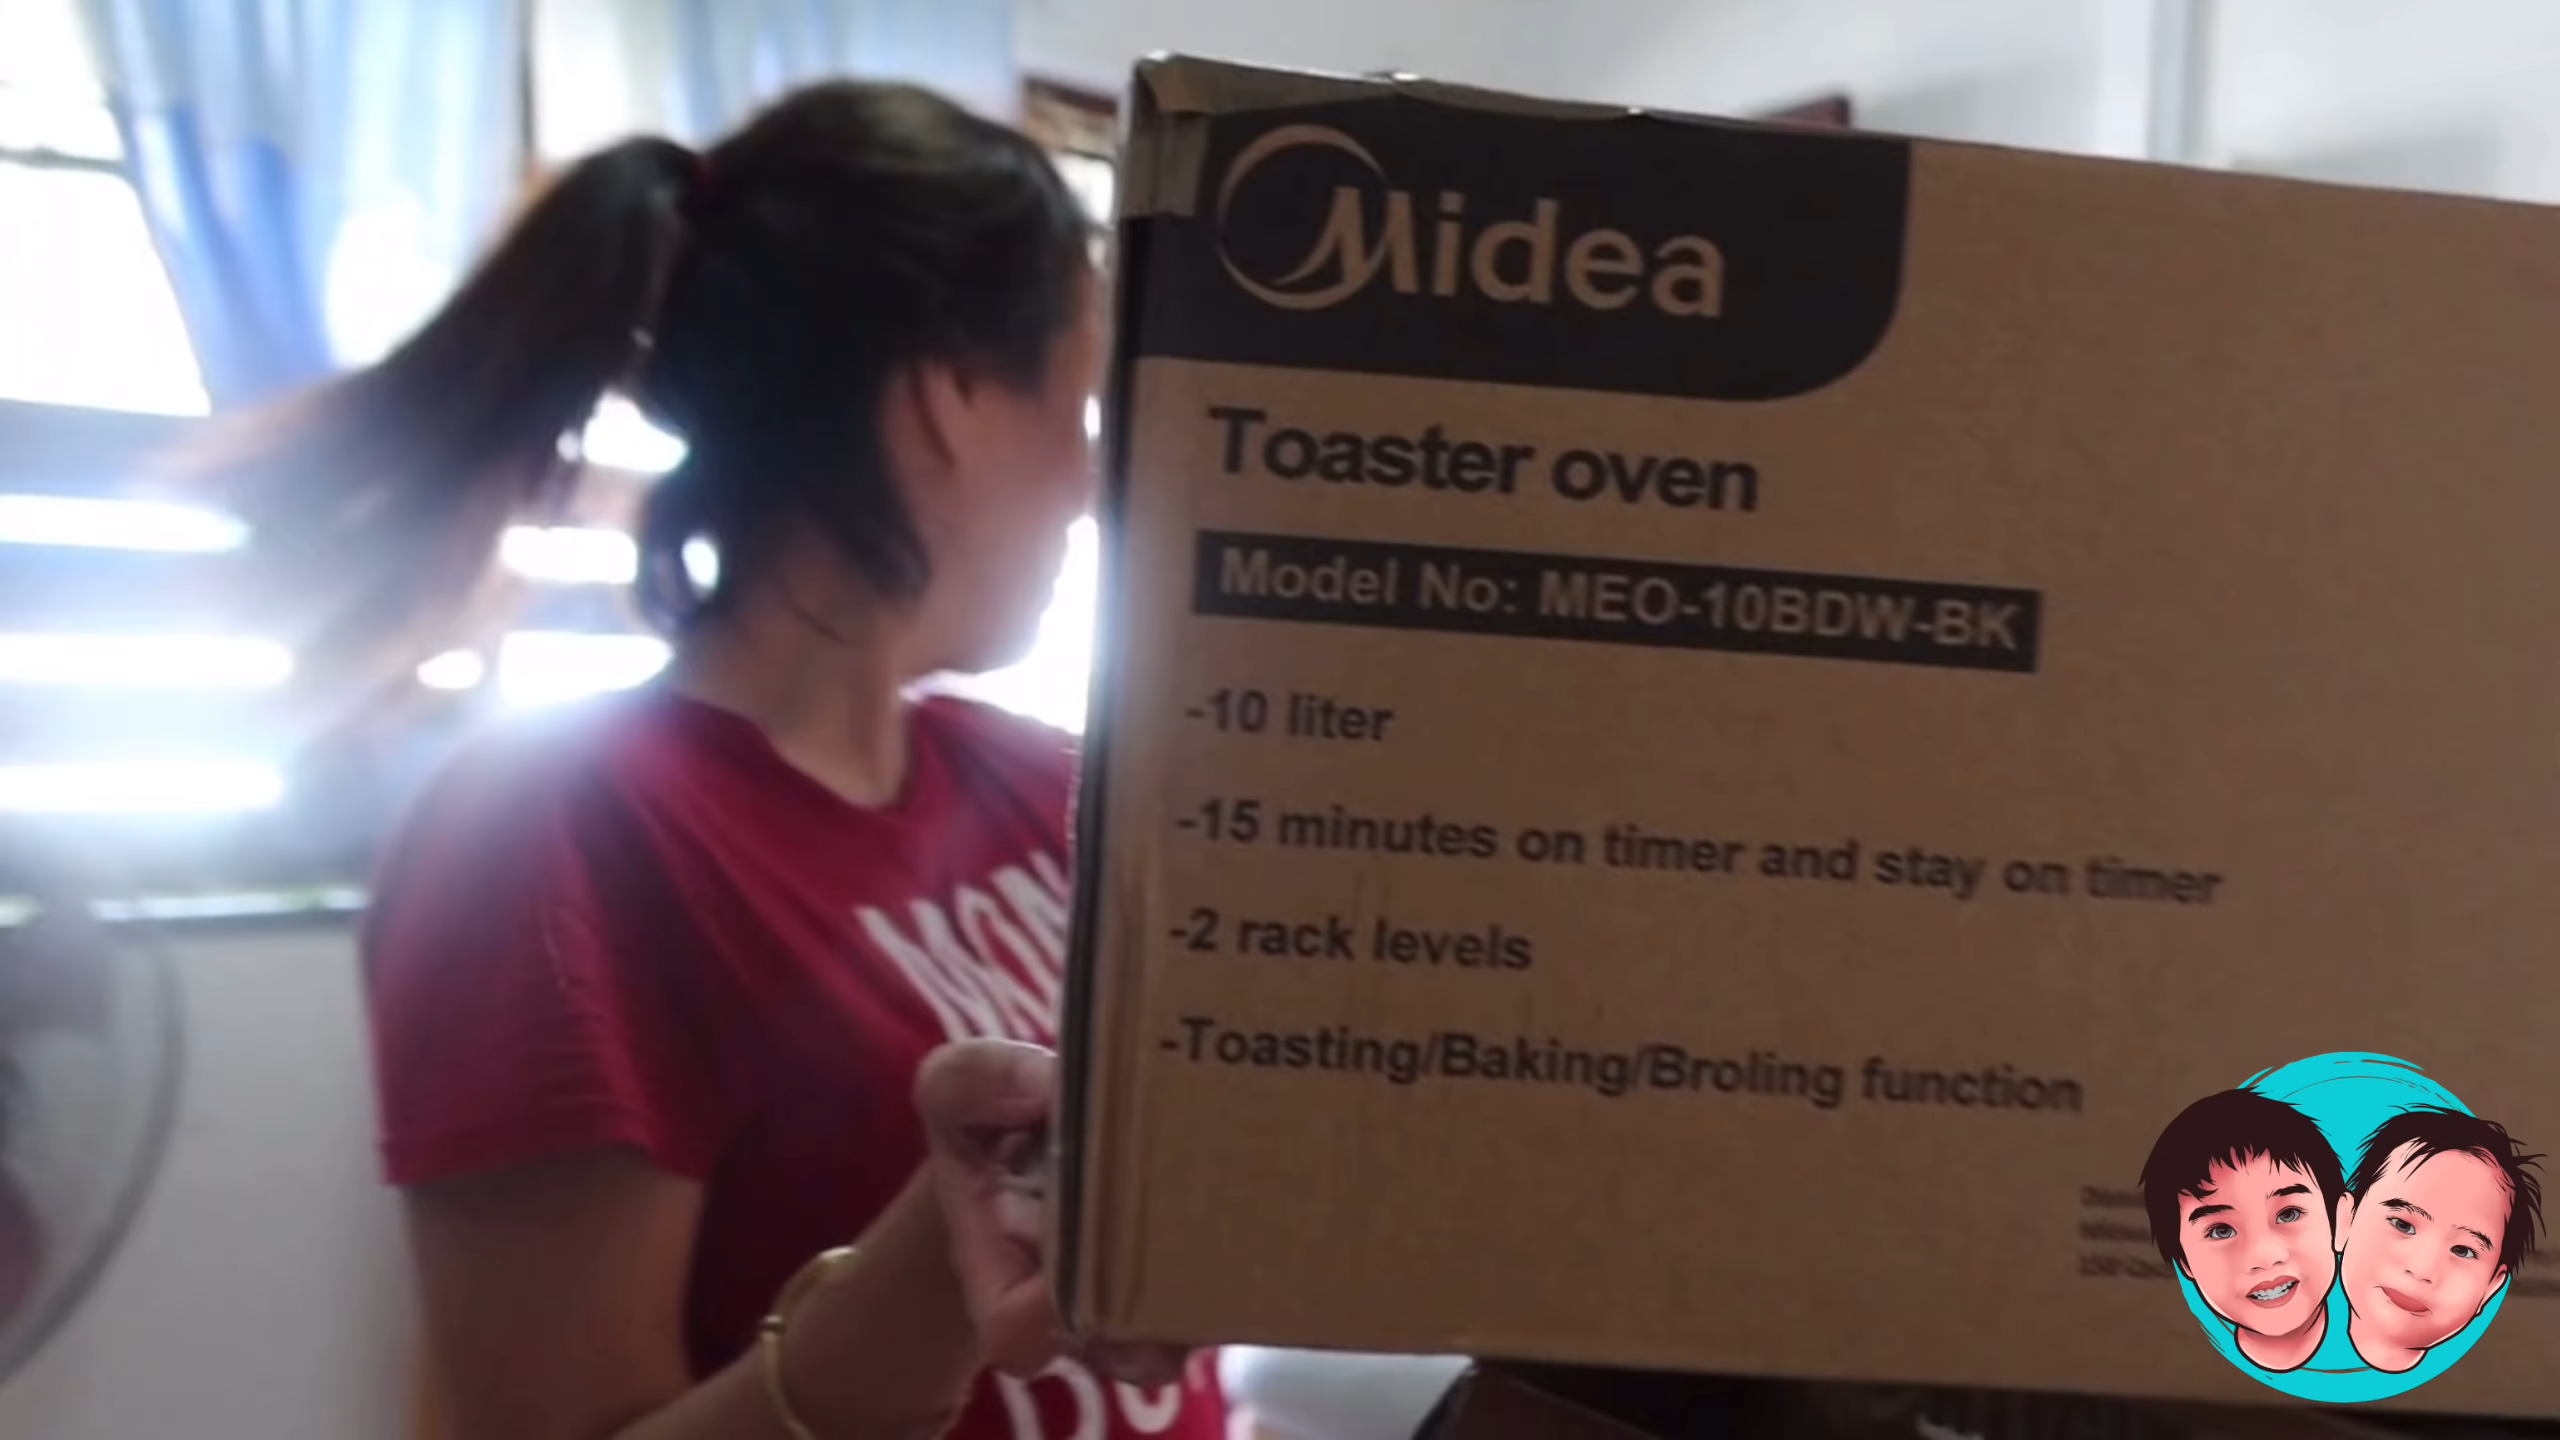 Midea
Toaster oven
Model No: MEO-10BDW-BK
-10 liter
-15 minutes on timer and stay on timer
-2 rack levels
-Toasting/Baking/Broling function